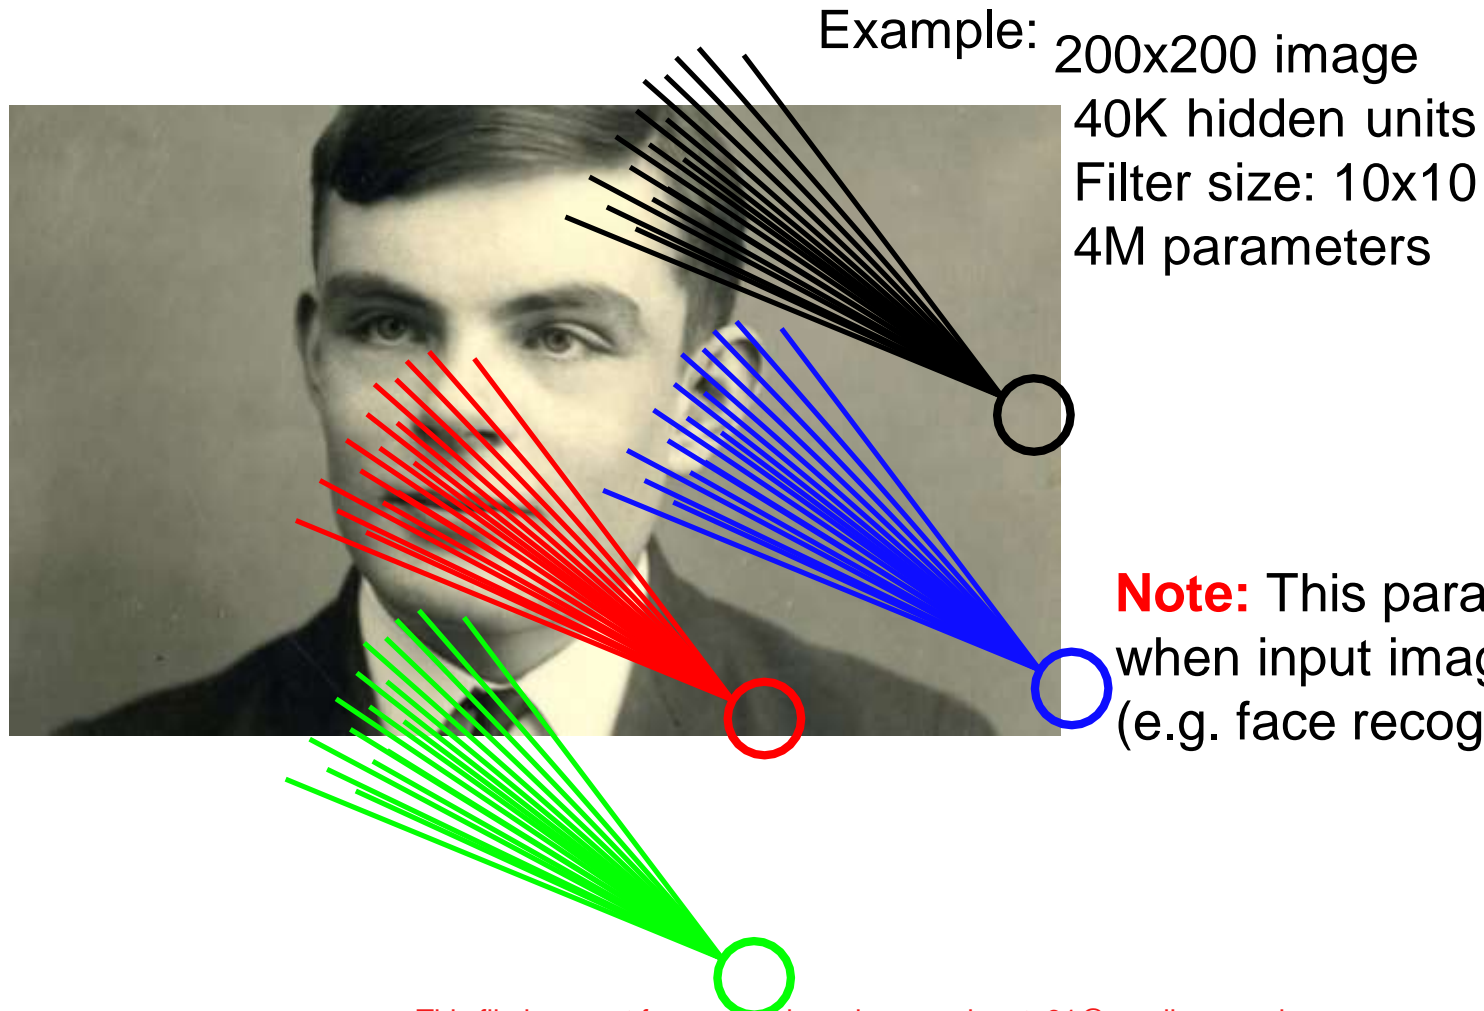 Example: 200x200 image
40K hidden units
Filter size: 10x10
4M parameters
Note: This para
when input imag
(e.g. face recog